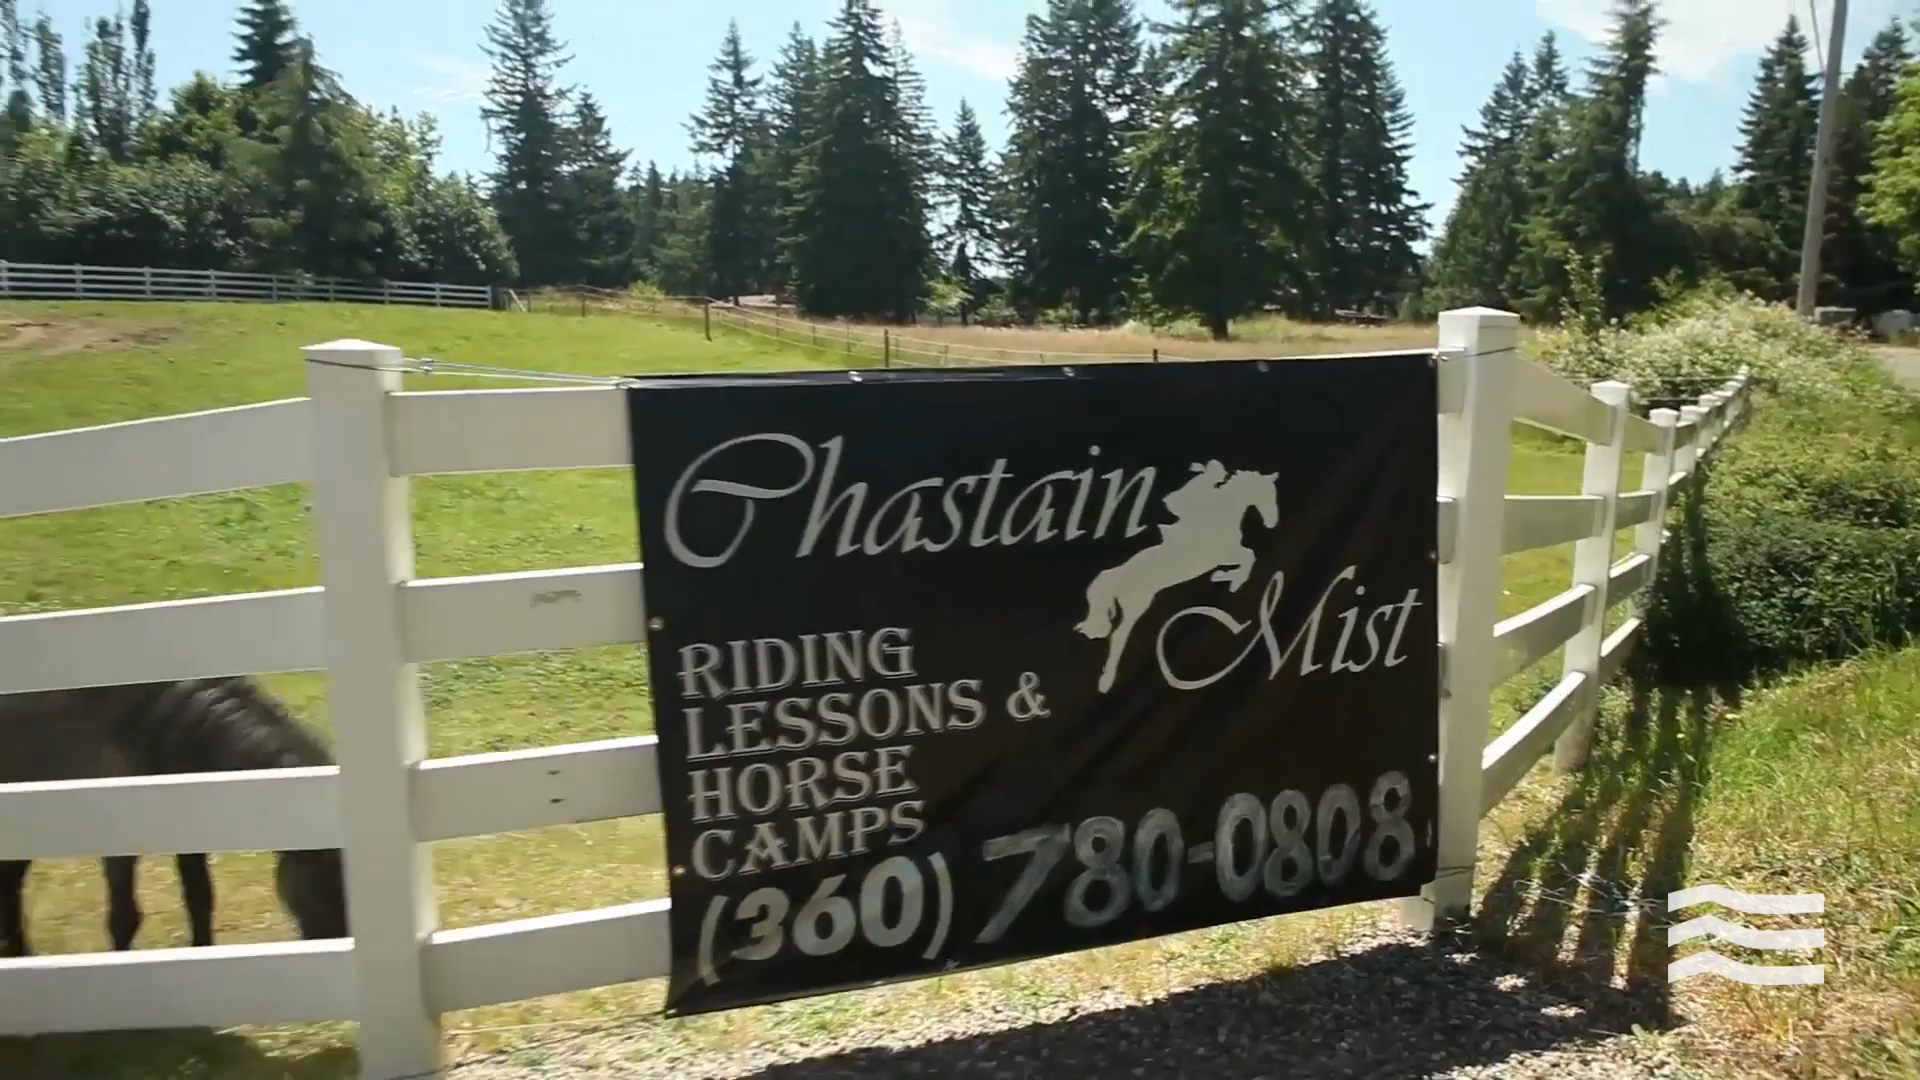 Chastain
Mist
RIDING
LESSONS &
HORSE
CAMPS
(360) 780-0808